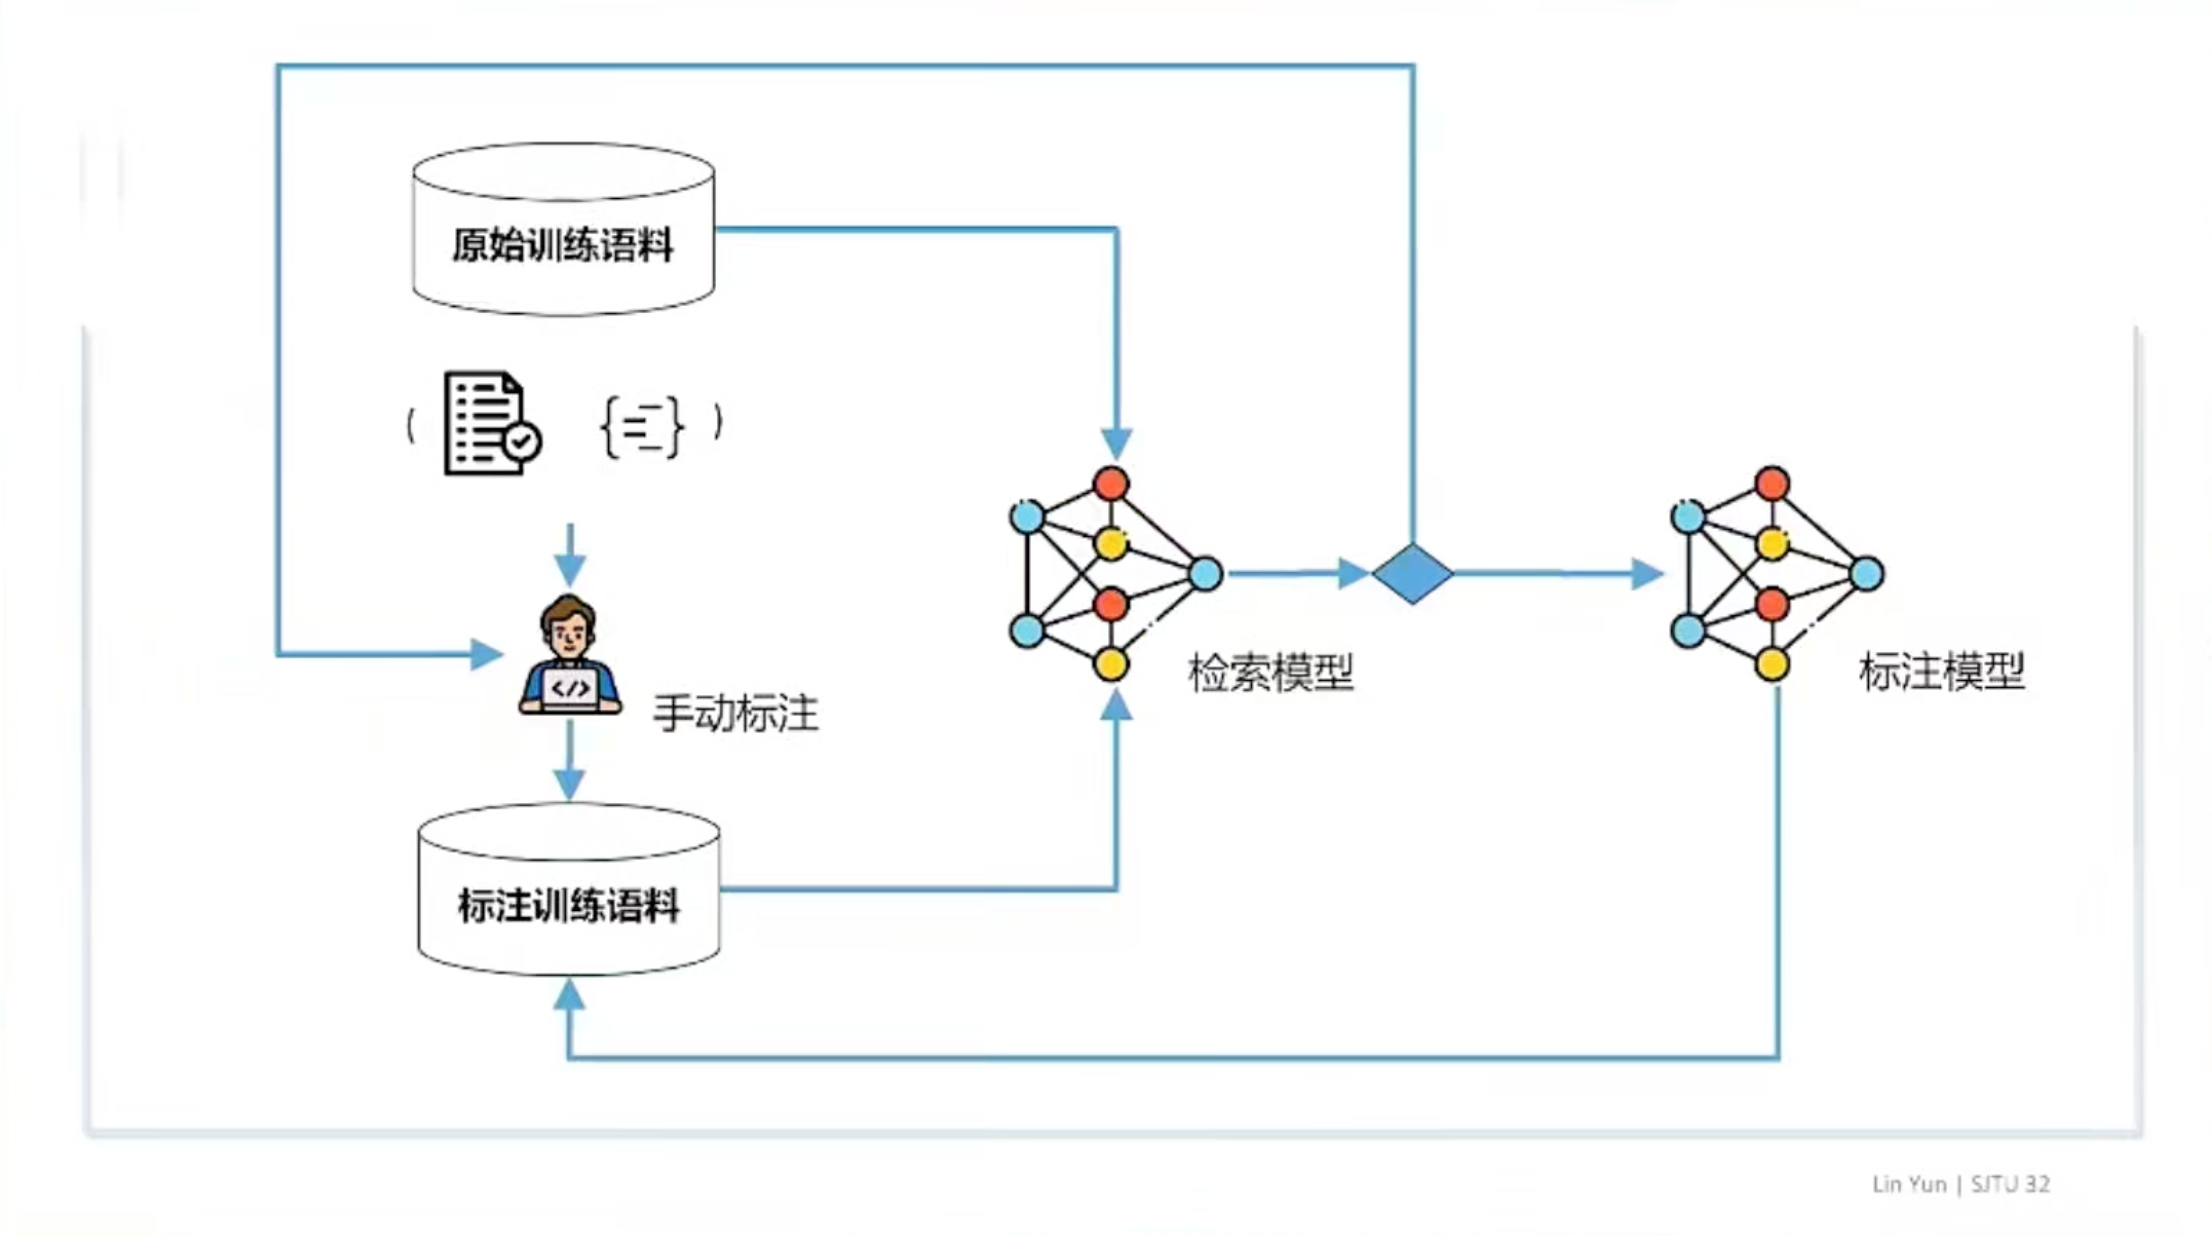 原始训练语料
( {=} )
</>
手动标注
检索模型
标注模型
标注训练语料
Lin Yun | SJTU 32